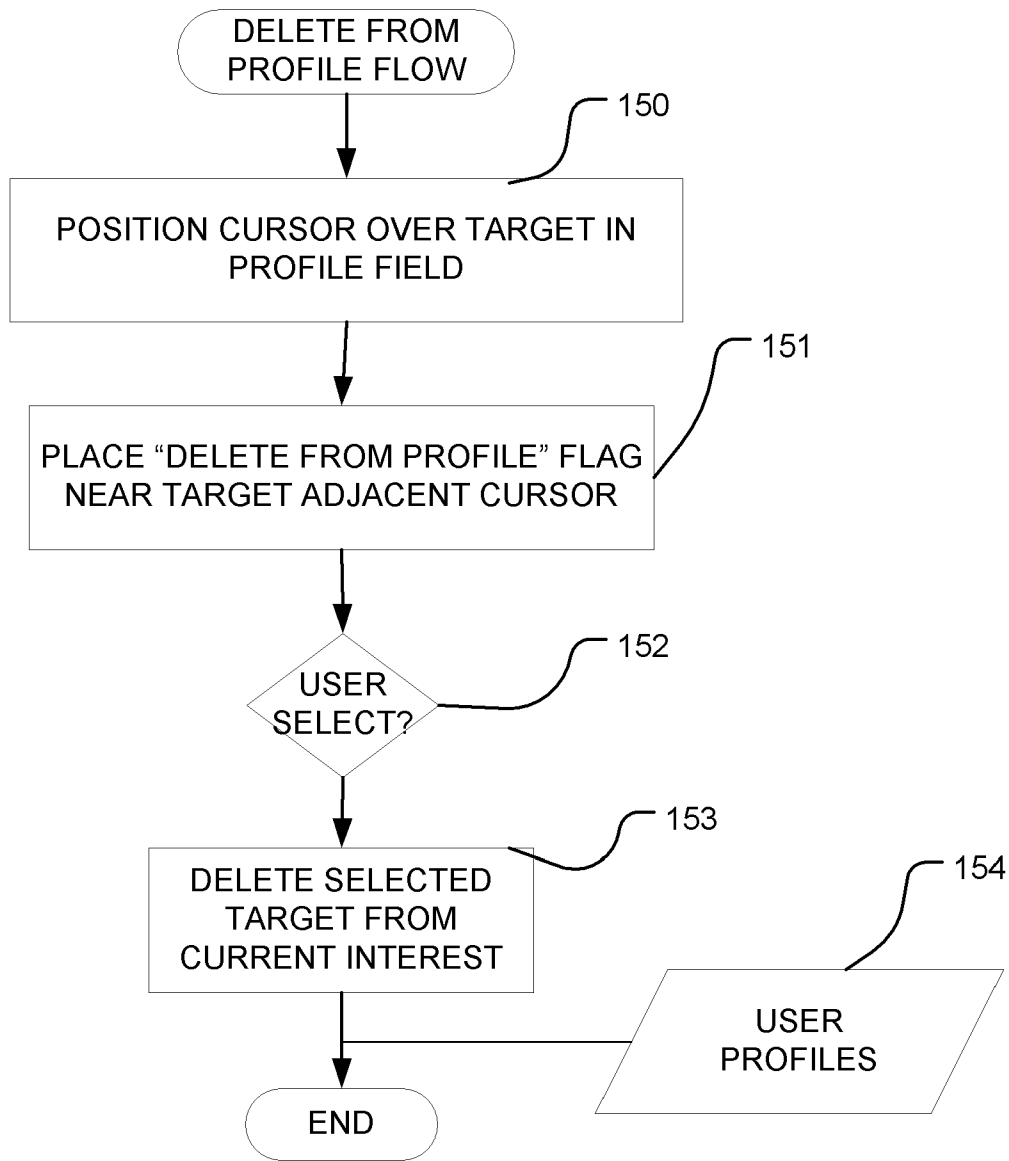 DELETE FROM
PROFILE FLOW
150
POSITION CURSOR OVER TARGET IN
PROFILE FIELD
151
PLACE “DELETE FROM PROFILE” FLAG
NEAR TARGET ADJACENT CURSOR
152
USER
SELECT?
153
DELETE SELECTED
TARGET FROM
CURRENT INTEREST
154
USER
PROFILES
END